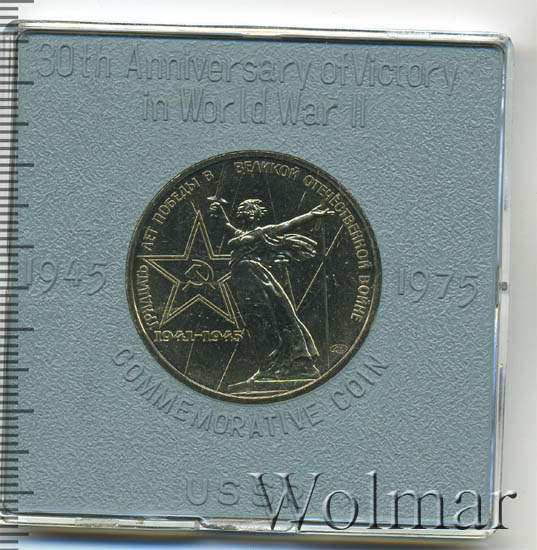 30th Anniversary of Victory
in World War II
ТРИДЦАТЬ ЛЕТ ПОБЕДЫ В ВЕЛИКОЙ ОТЕЧЕСТВЕННОЙ ВОЙНЕ
1945
1975
1941–1945
COMMEMORATIVE COIN
USSR
Wolmar